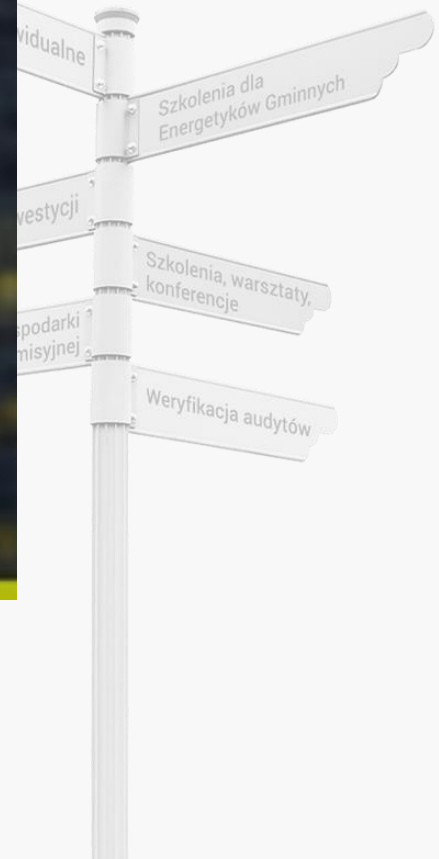 widualne
Szkolenia dla
Energetyków Gminnych
westycji
Szkolenia, warsztaty,
konferencje
spodarki
misyjnej
Weryfikacja audytów